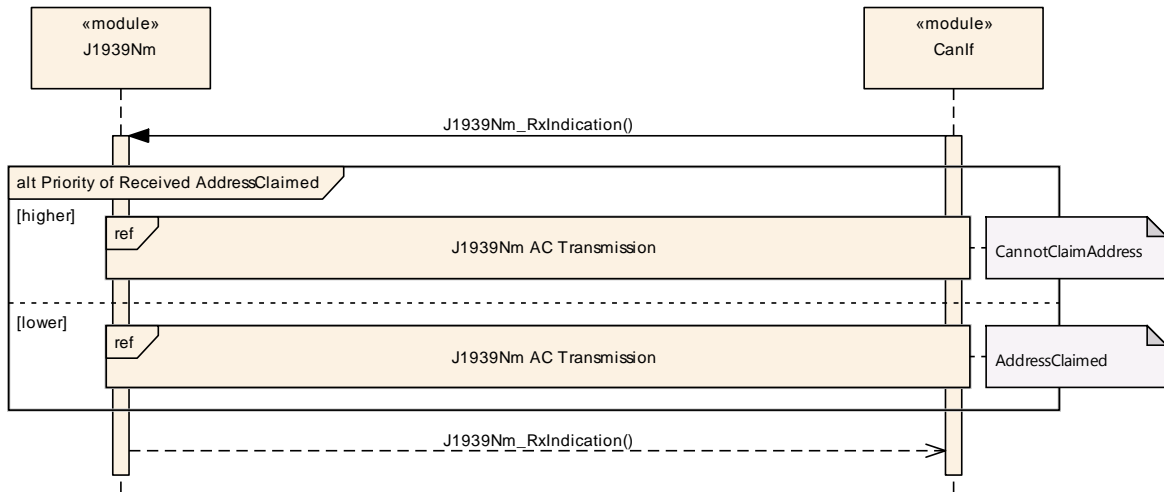 «module»
J1939Nm
«module»
CanIf
J1939Nm_RxIndication()
alt Priority of Received AddressClaimed
[higher]
ref
J1939Nm AC Transmission
CannotClaimAddress
[lower]
ref
J1939Nm AC Transmission
AddressClaimed
J1939Nm_RxIndication()